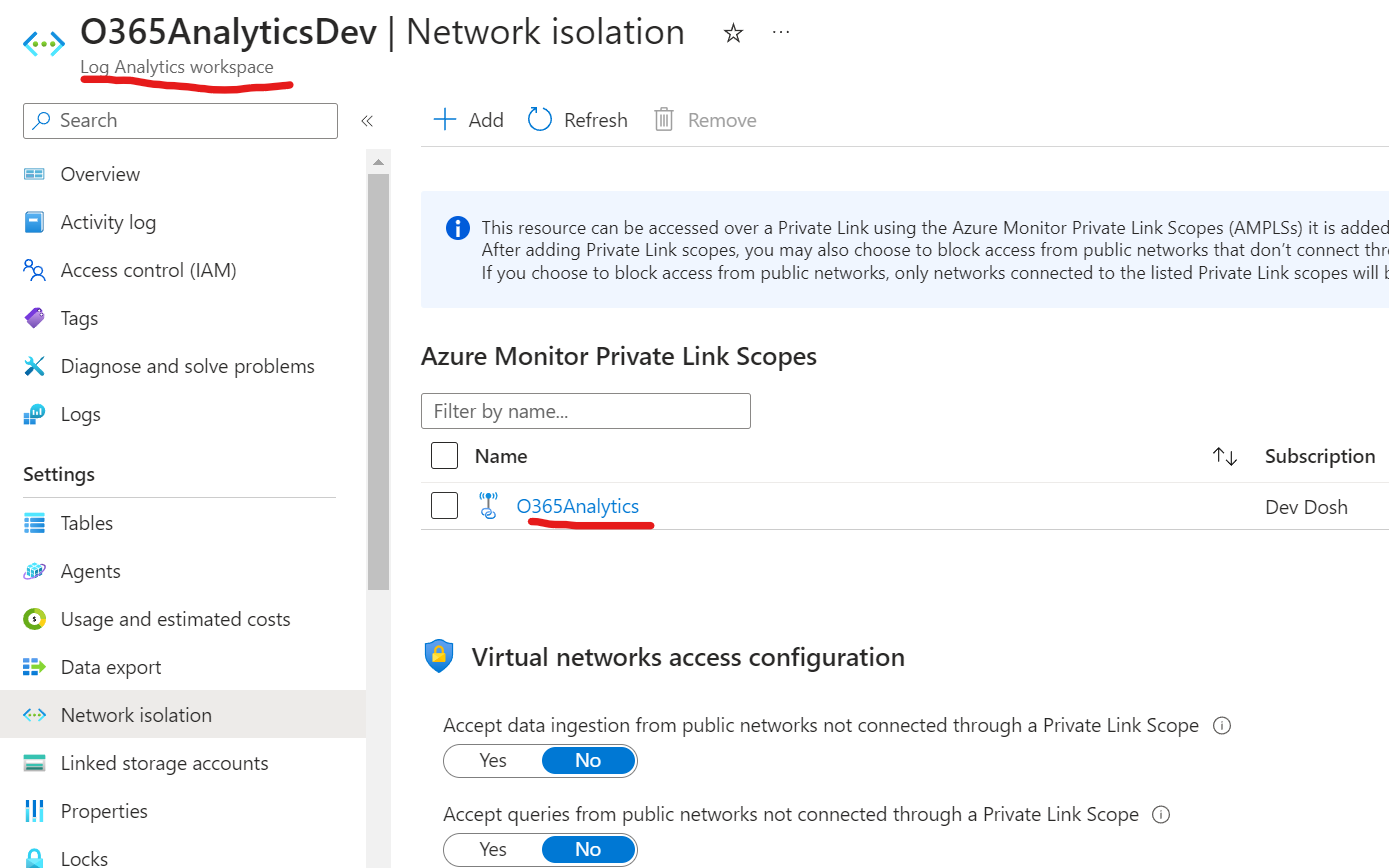 O365AnalyticsDev | Network isolation
Log Analytics workspace
Search
Overview
Activity log
Access control (IAM)
Tags
Diagnose and solve problems
Logs
Settings
Tables
Agents
Usage and estimated costs
Data export
Network isolation
Linked storage accounts
Properties
Locks
Add Refresh Remove
This resource can be accessed over a Private Link using the Azure Monitor Private Link Scopes (AMPLSs) it is added
After adding Private Link scopes, you may also choose to block access from public networks that don't connect
If you choose to block access from public networks, only networks connected to the listed Private Link scopes will
Azure Monitor Private Link Scopes
Filter by name...
Name Subscription
O365Analytics Dev Dosh
Virtual networks access configuration
Accept data ingestion from public networks not connected through a Private Link Scope
Yes No
Accept queries from public networks not connected through a Private Link Scope
Yes No